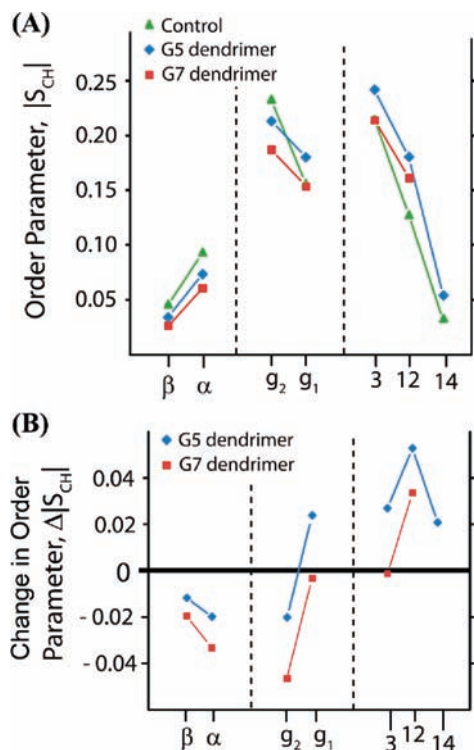 (A)
Control
G5 dendrimer
G7 dendrimer
Order Parameter, |S_CH|
0.25
0.20
0.15
0.10
0.05
β α g₂ g₁ 3 12 14
(B)
G5 dendrimer
G7 dendrimer
Change in Order
Parameter, Δ|S_CH|
0.04
0.02
0
- 0.02
- 0.04
β α g₂ g₁ 3 12 14